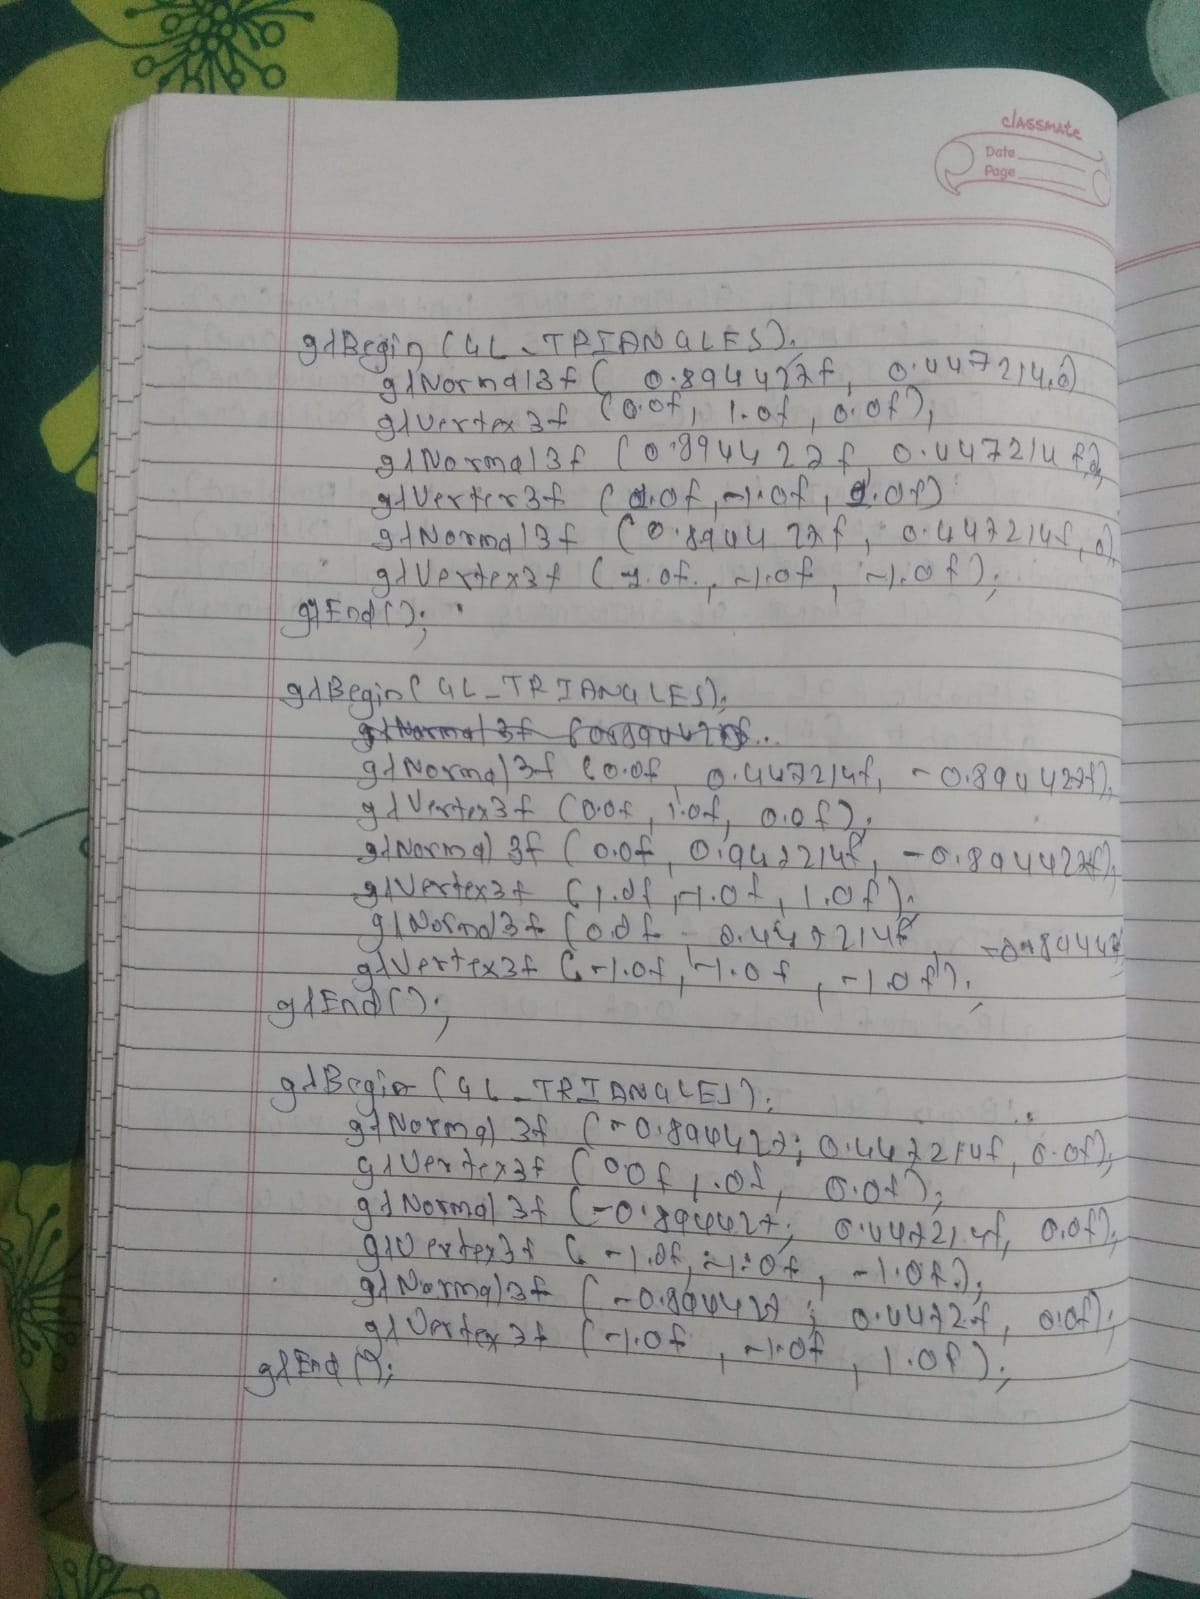 classmate
Date
Page
glBegin (GL_TRIANGLES);
glNormal3f ( 0.894427f, 0.447214,0)
glVertex3f (0.0f, 1.0f, 0.0f);
glNormal3f (0.894427f 0.447214f,0,
glVertex3f (1.0f, -1.0f, 1.0f)
glNormal3f (0.894427f, 0.447214f, 0)
glVertex3f (1.0f, -1.0f, -1.0f);
glEnd();
glBegin(GL_TRIANGLES);
glNormal3f (0.0f 0.447214f, -0.894427f);
glVertex3f (0.0f, 1.0f, 0.0f);
glNormal3f (0.0f, 0.947214f, -0.894427f);
glVertex3f (1.0f, -1.0f, 1.0f);
glNormal3f (0.0f 0.447214f, -0.894427
glVertex3f (-1.0f, -1.0f, -1.0f);
glEnd();
glBegin (GL_TRIANGLES);
glNormal3f (-0.894427; 0.447214f, 0.0f);
glVertex3f (0.0f, 1.0f, 0.0f);
glNormal3f (-0.894427; 0.447214f, 0.0f);
glVertex3f (-1.0f, -1.0f, -1.0f);
glNormal3f (-0.894427; 0.4472f, 0.0f);
glVertex3f (-1.0f, -1.0f, 1.0f);
glEnd();